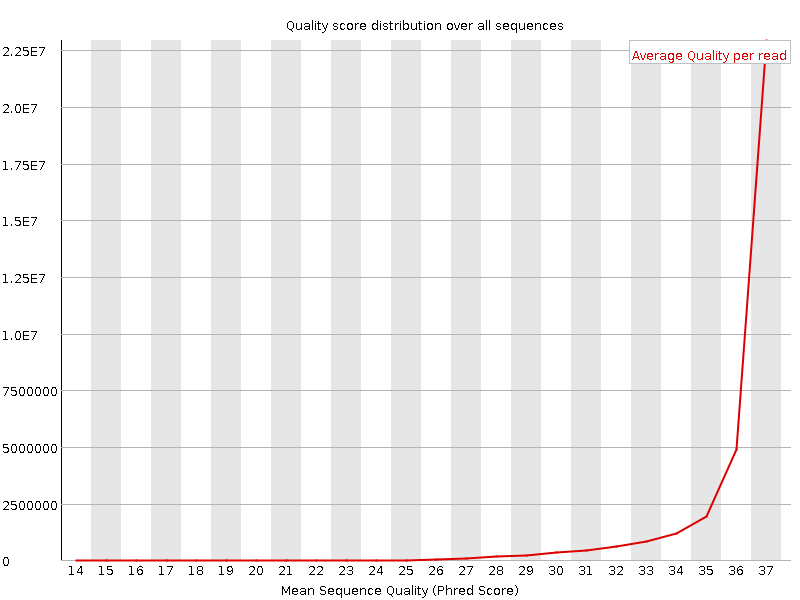 Quality score distribution over all sequences
Average Quality per read
2.25E7
2.0E7
1.75E7
1.5E7
1.25E7
1.0E7
7500000
5000000
2500000
0
14 15 16 17 18 19 20 21 22 23 24 25 26 27 28 29 30 31 32 33 34 35 36 37
Mean Sequence Quality (Phred Score)